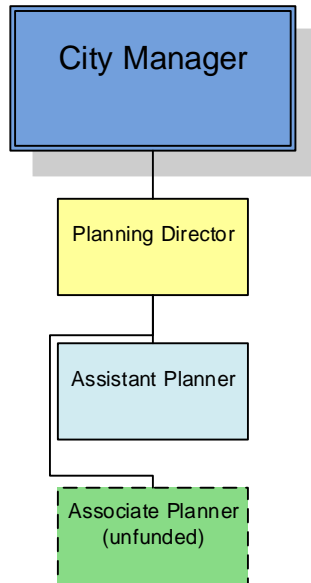 City Manager
Planning Director
Assistant Planner
Associate Planner
(unfunded)